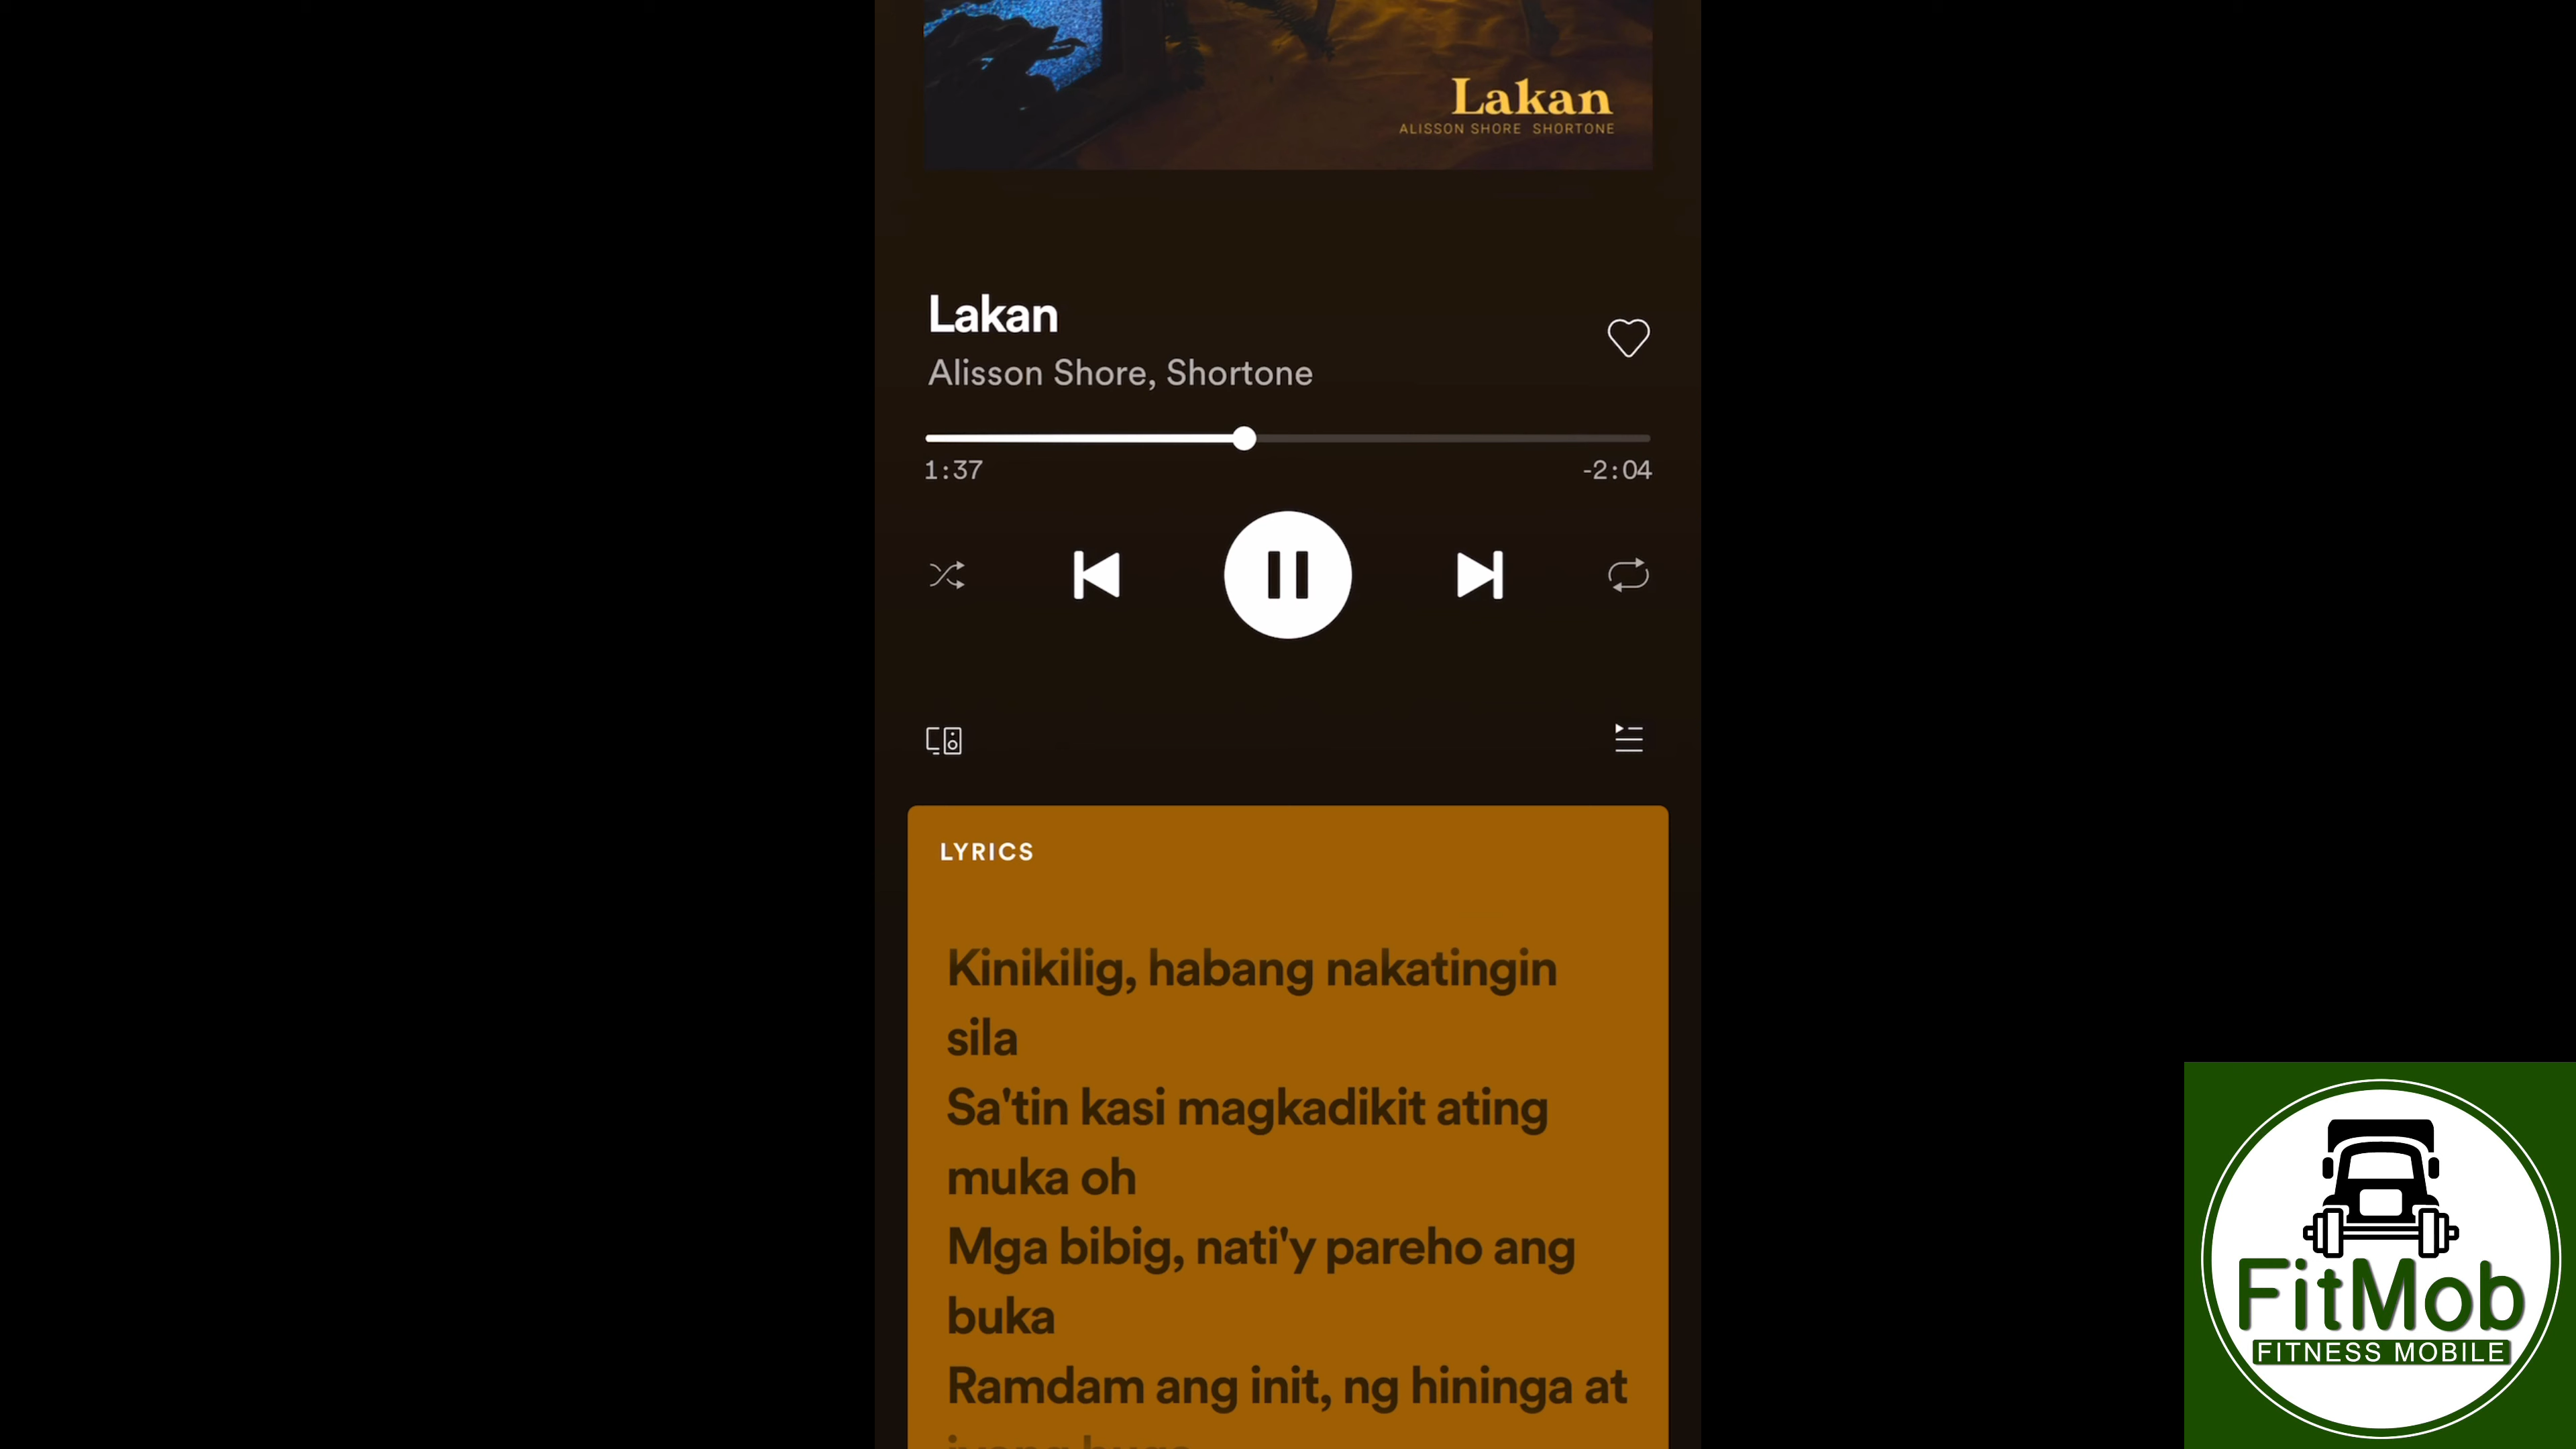 Lakan
ALISSON SHORE SHORTONE
Lakan
Alisson Shore, Shortone
1:37
-2:04
LYRICS
Kinikilig, habang nakatingin
sila
Sa'tin kasi magkadikit ating
muka oh
Mga bibig, nati'y pareho ang
buka
Ramdam ang init, ng hininga at
FitMob
FITNESS MOBILE